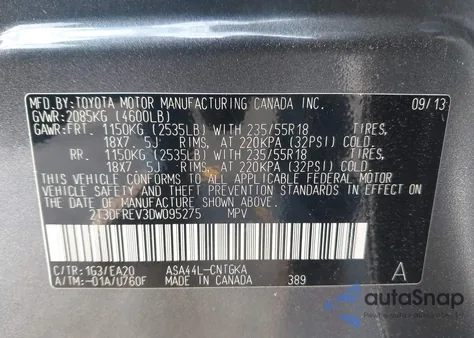 MFD.BY:TOYOTA MOTOR MANUFACTURING CANADA INC. 09/13
GVWR:2085KG (4600LB)
GAWR:FRT. 1150KG (2535LB) WITH 235/55R18 TIRES,
18X7. 5J RIMS, AT 220KPA (32PSI) COLD.
RR. 1150KG (2535LB) WITH 235/55R18 TIRES,
18X7. 5J RIMS, AT 220KPA (32PSI) COLD.
THIS VEHICLE CONFORMS TO ALL APPLICABLE FEDERAL MOTOR
VEHICLE SAFETY AND THEFT PREVENTION STANDARDS IN EFFECT ON
THE DATE OF MANUFACTURE SHOWN ABOVE.
2T3DFREV3DW095275 MPV
C/TR:1G3/EA20 ASA44L-CNTGKA
A/TM:-01A/U760F MADE IN CANADA 389 A
autoSnap